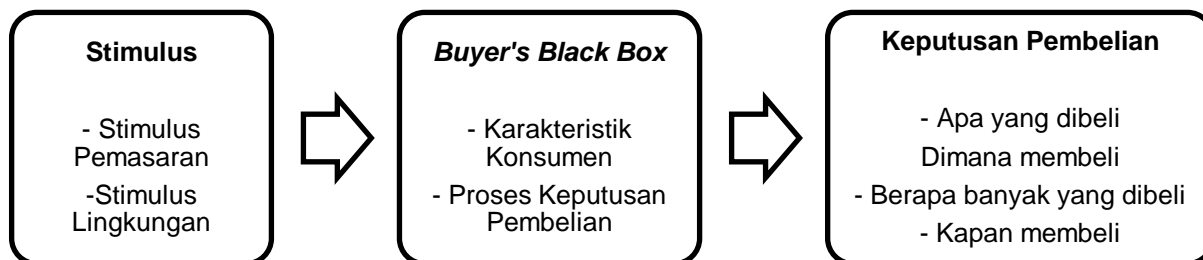 Stimulus
- Stimulus
Pemasaran
-Stimulus
Lingkungan
Buyer's Black Box
- Karakteristik
Konsumen
- Proses Keputusan
Pembelian
Keputusan Pembelian
- Apa yang dibeli
Dimana membeli
- Berapa banyak yang dibeli
- Kapan membeli